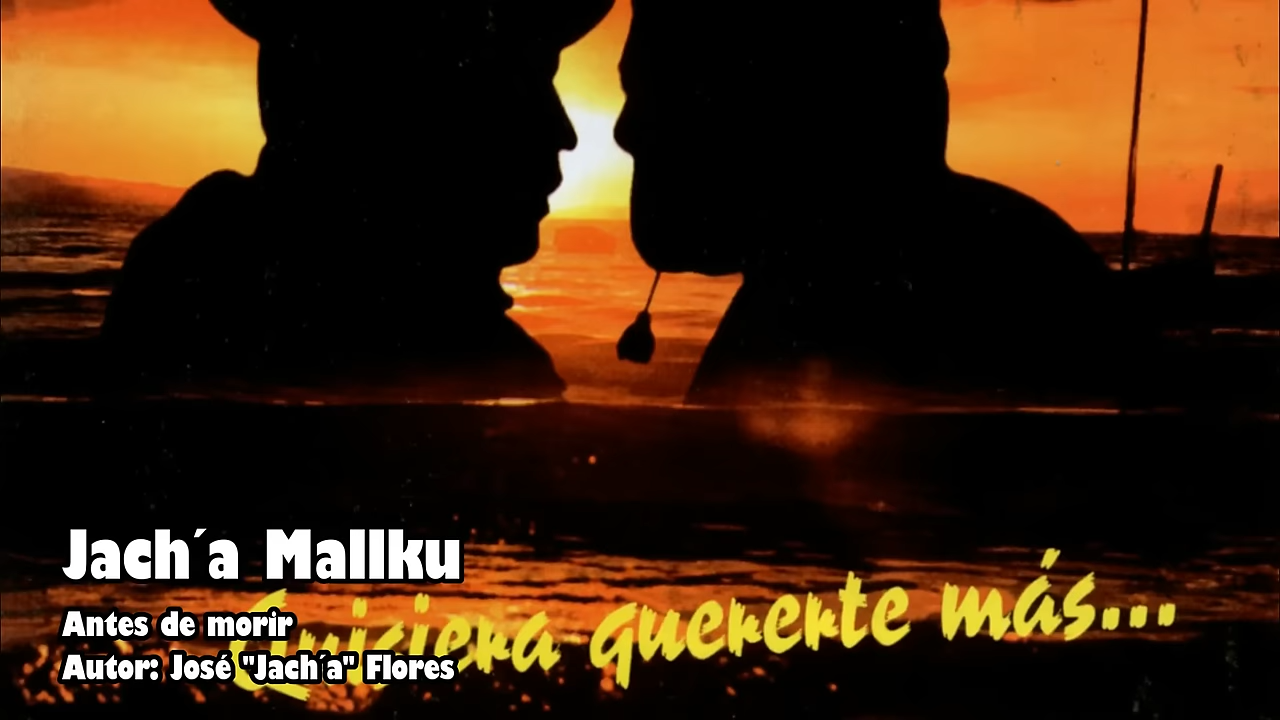 Jach´a Mallku
Antes de morir
Autor: José "Jach´a" Flores
Quisiera quererte más...